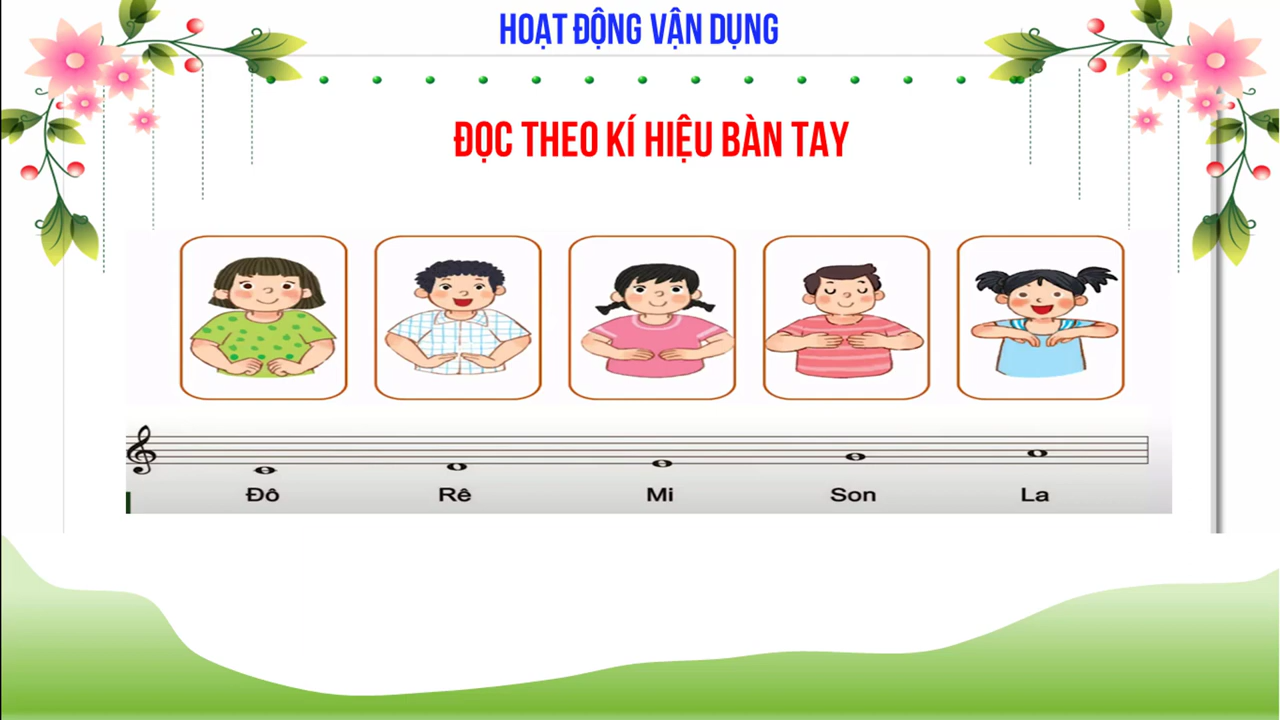 HOẠT ĐỘNG VẬN DỤNG
ĐỌC THEO KÍ HIỆU BÀN TAY
Đô Rê Mi Son La